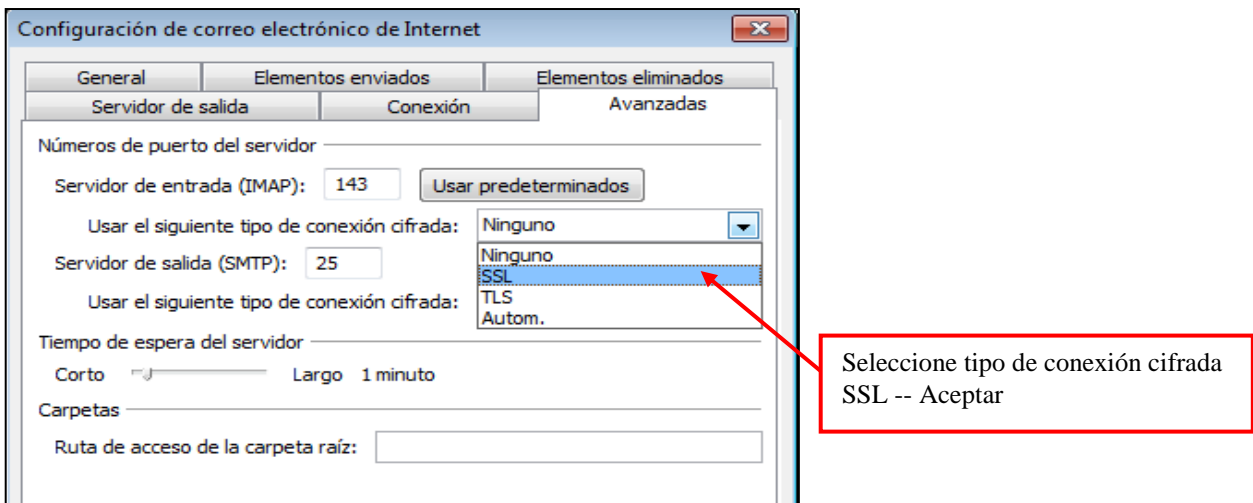 Configuración de correo electrónico de Internet
General Elementos enviados Elementos eliminados
Servidor de salida Conexión Avanzadas
Números de puerto del servidor
Servidor de entrada (IMAP): 143 Usar predeterminados
Usar el siguiente tipo de conexión cifrada: Ninguno
Ninguno
Servidor de salida (SMTP): 25
SSL
Usar el siguiente tipo de conexión cifrada:
TLS
Autom.
Tiempo de espera del servidor
Corto Largo 1 minuto
Carpetas
Ruta de acceso de la carpeta raíz:
Seleccione tipo de conexión cifrada
SSL -- Aceptar